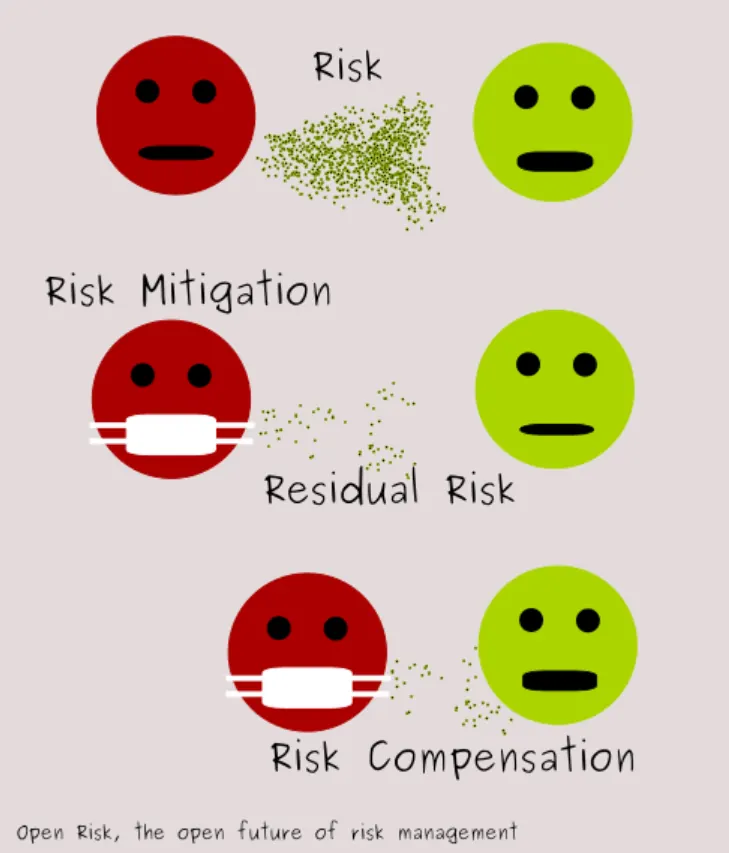 Risk
Risk Mitigation
Residual Risk
Risk Compensation
Open Risk, the open future of risk management